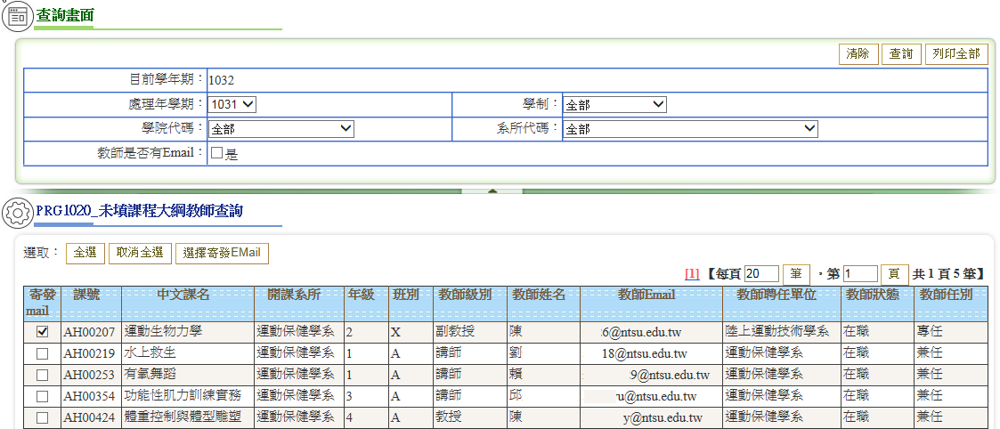 查詢畫面
清除 查詢 列印全部
目前學年期： 1032
處理年學期： 1031 學制： 全部
學院代碼： 全部 系所代碼： 全部
教師是否有Email： 是
PRG1020_未填課程大綱教師查詢
選取： 全選 取消全選 選擇寄發EMail
[1] 【每頁 20 筆 ，第 1 頁 共 1 頁 5 筆】
寄發mail 課號 中文課名 開課系所 年級 班別 教師級別 教師姓名 教師Email 教師聘任單位 教師狀態 教師任別
AH00207 運動生物力學 運動保健學系 2 X 副教授 陳 6@ntsu.edu.tw 陸上運動技術學系 在職 專任
AH00219 水上救生 運動保健學系 1 A 講師 劉 18@ntsu.edu.tw 運動保健學系 在職 兼任
AH00253 有氧舞蹈 運動保健學系 1 A 講師 賴 9@ntsu.edu.tw 運動保健學系 在職 兼任
AH00354 功能性肌力訓練實務 運動保健學系 3 A 講師 邱 u@ntsu.edu.tw 運動保健學系 在職 兼任
AH00424 體重控制與體型雕塑 運動保健學系 4 A 教授 陳 y@ntsu.edu.tw 運動保健學系 在職 兼任